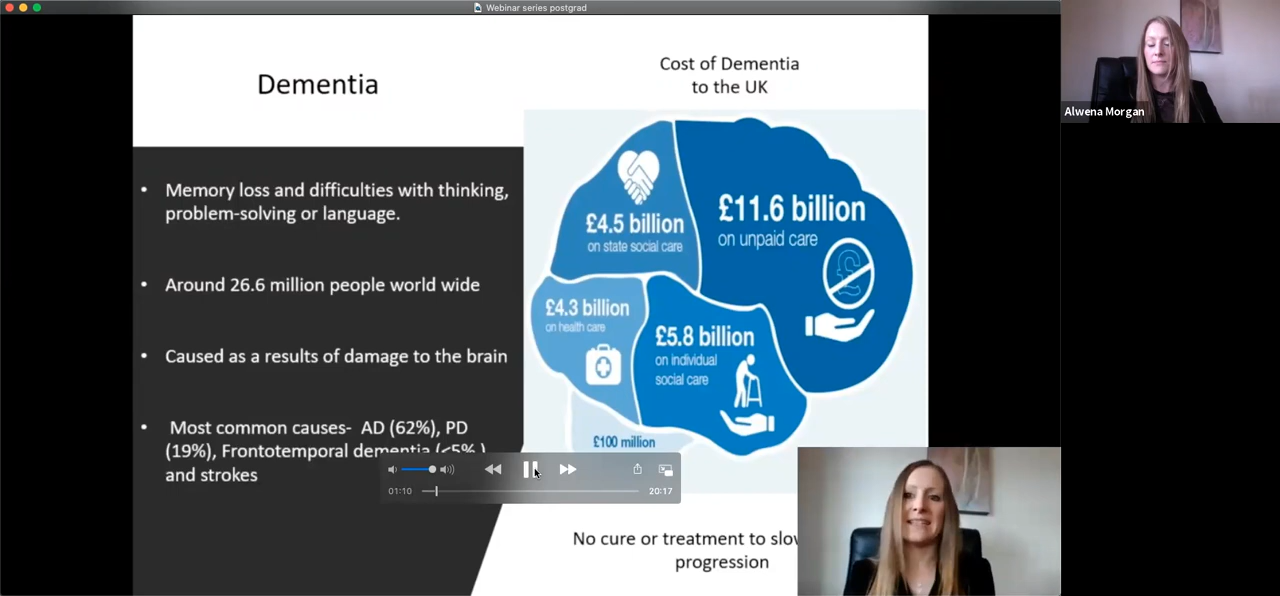 Webinar series postgrad
Alwena Morgan
Dementia
Memory loss and difficulties with thinking,
problem-solving or language.
Around 26.6 million people world wide
Caused as a results of damage to the brain
Most common causes- AD (62%), PD
(19%), Frontotemporal dementia (<5% )
and strokes
Cost of Dementia
to the UK
£4.5 billion
on state social care
£11.6 billion
on unpaid care
£4.3 billion
on health care
£5.8 billion
on individual
social care
£100 million
01:10
20:17
No cure or treatment to
progression